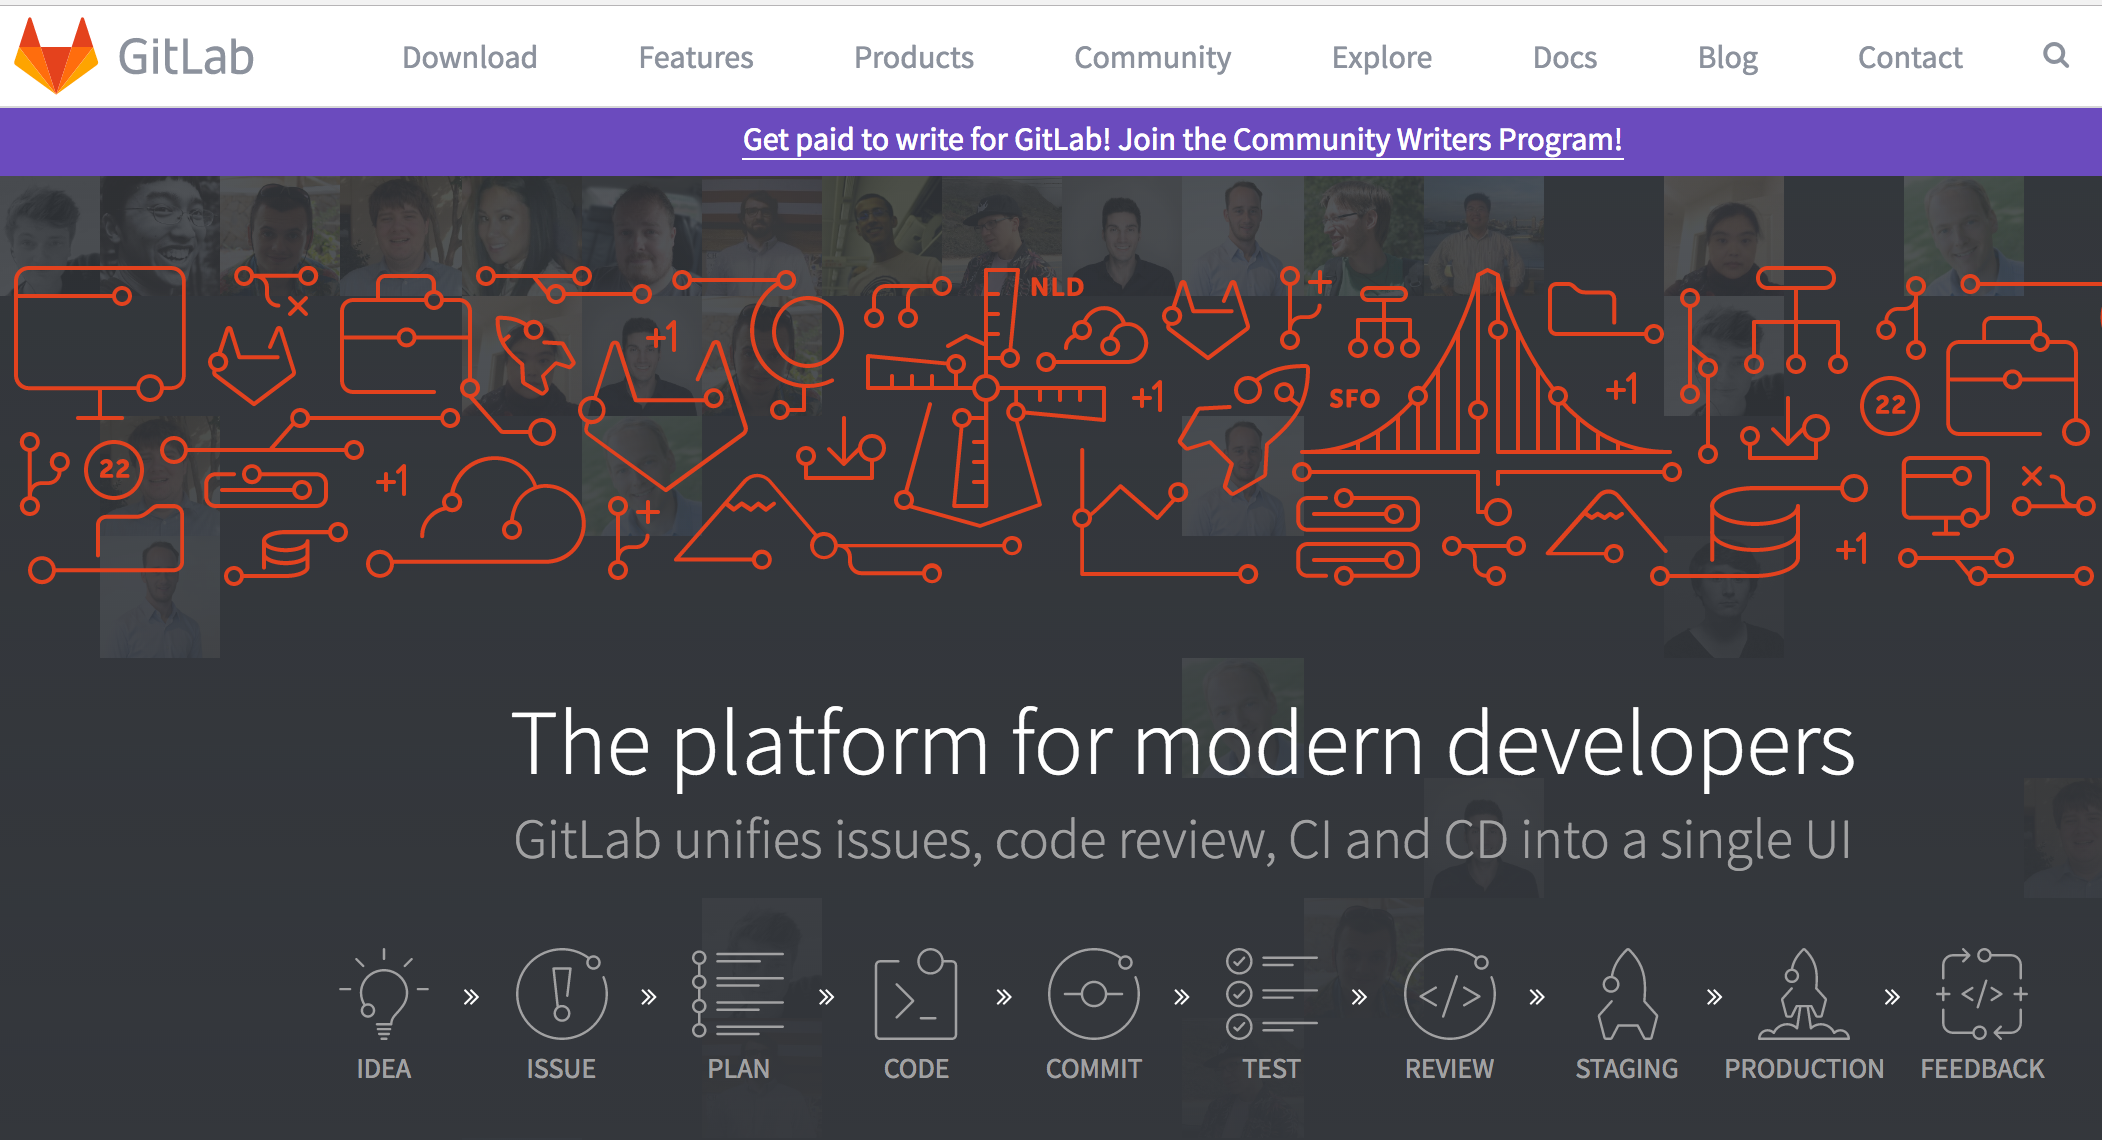 GitLab Download Features Products Community Explore Docs Blog Contact
Get paid to write for GitLab! Join the Community Writers Program!
NLD
+1
+1
SFO
+1
22
22
+1
+1
The platform for modern developers
GitLab unifies issues, code review, CI and CD into a single UI
IDEA » ISSUE » PLAN » CODE » COMMIT » TEST » REVIEW » STAGING » PRODUCTION » FEEDBACK